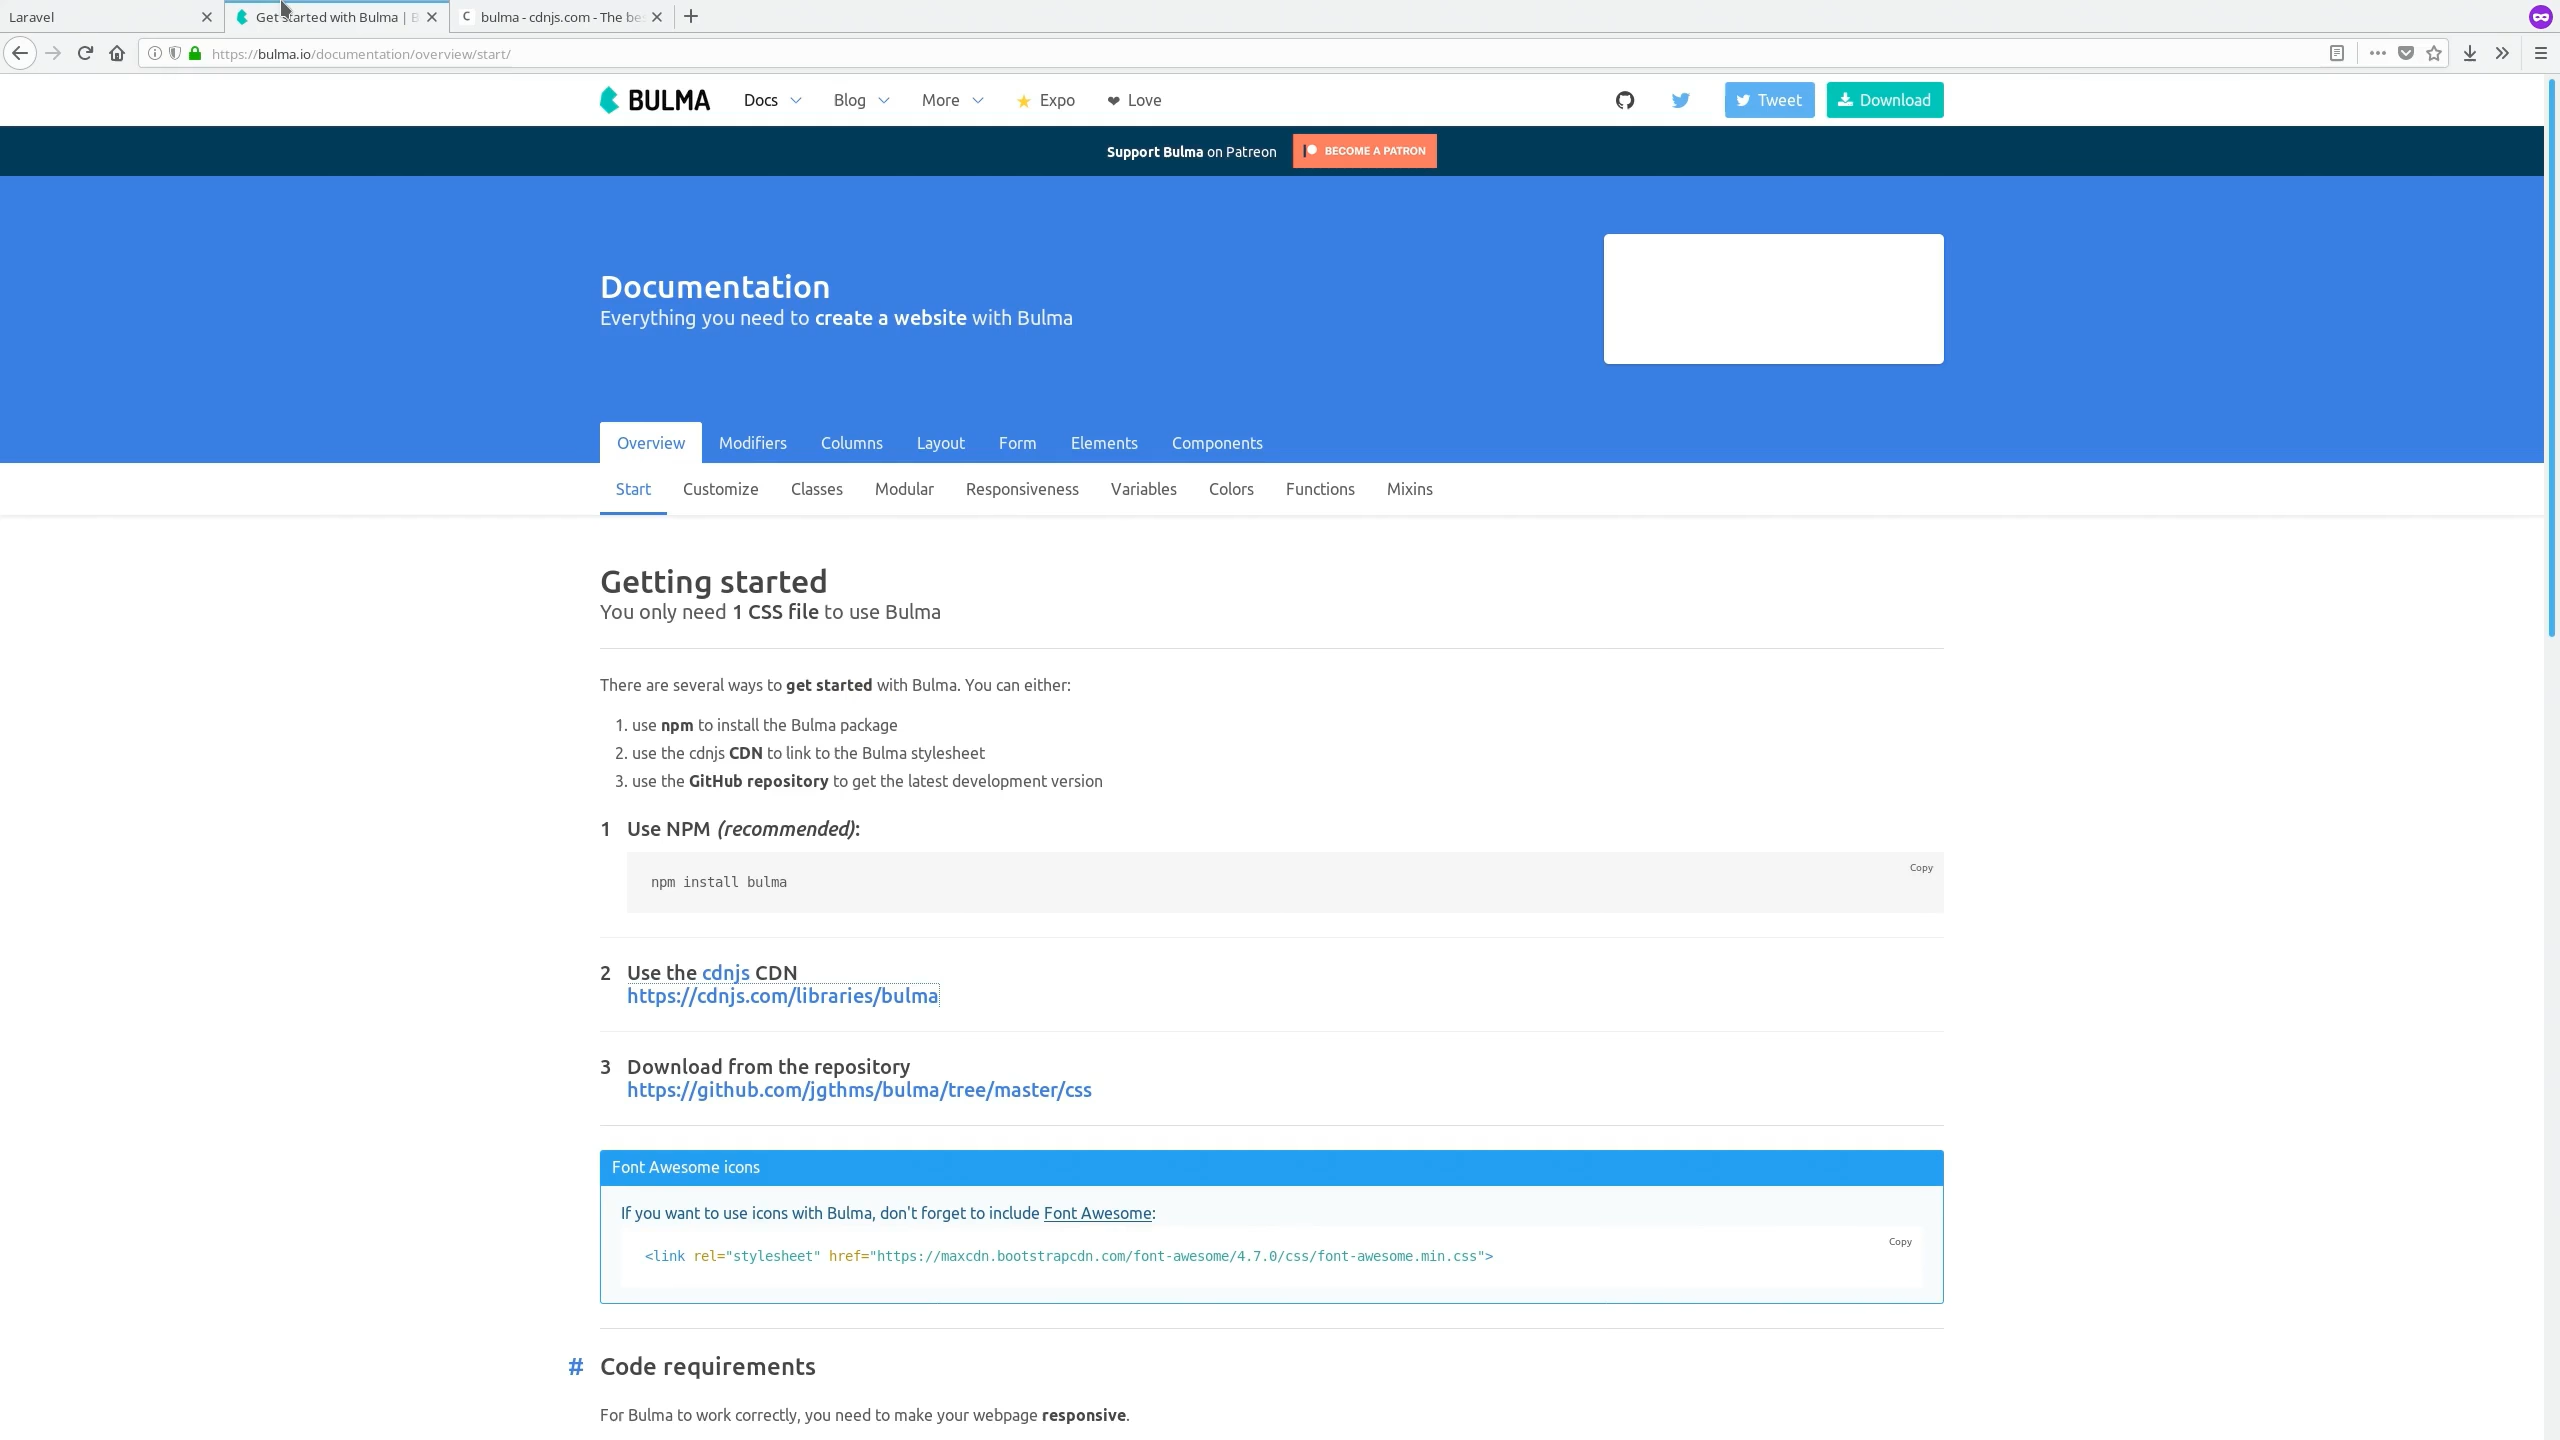 Laravel
Get started with Bulma | B
C bulma - cdnjs.com - The be
https://bulma.io/documentation/overview/start/
BULMA Docs Blog More Expo Love Tweet Download
Support Bulma on Patreon BECOME A PATRON
Documentation
Everything you need to create a website with Bulma
Overview Modifiers Columns Layout Form Elements Components
Start Customize Classes Modular Responsiveness Variables Colors Functions Mixins
Getting started
You only need 1 CSS file to use Bulma
There are several ways to get started with Bulma. You can either:
1. use npm to install the Bulma package
2. use the cdnjs CDN to link to the Bulma stylesheet
3. use the GitHub repository to get the latest development version
1 Use NPM (recommended):
Copy
npm install bulma
2 Use the cdnjs CDN
https://cdnjs.com/libraries/bulma
3 Download from the repository
https://github.com/jgthms/bulma/tree/master/css
Font Awesome icons
If you want to use icons with Bulma, don't forget to include Font Awesome:
Copy
<link rel="stylesheet" href="https://maxcdn.bootstrapcdn.com/font-awesome/4.7.0/css/font-awesome.min.css">
# Code requirements
For Bulma to work correctly, you need to make your webpage responsive.